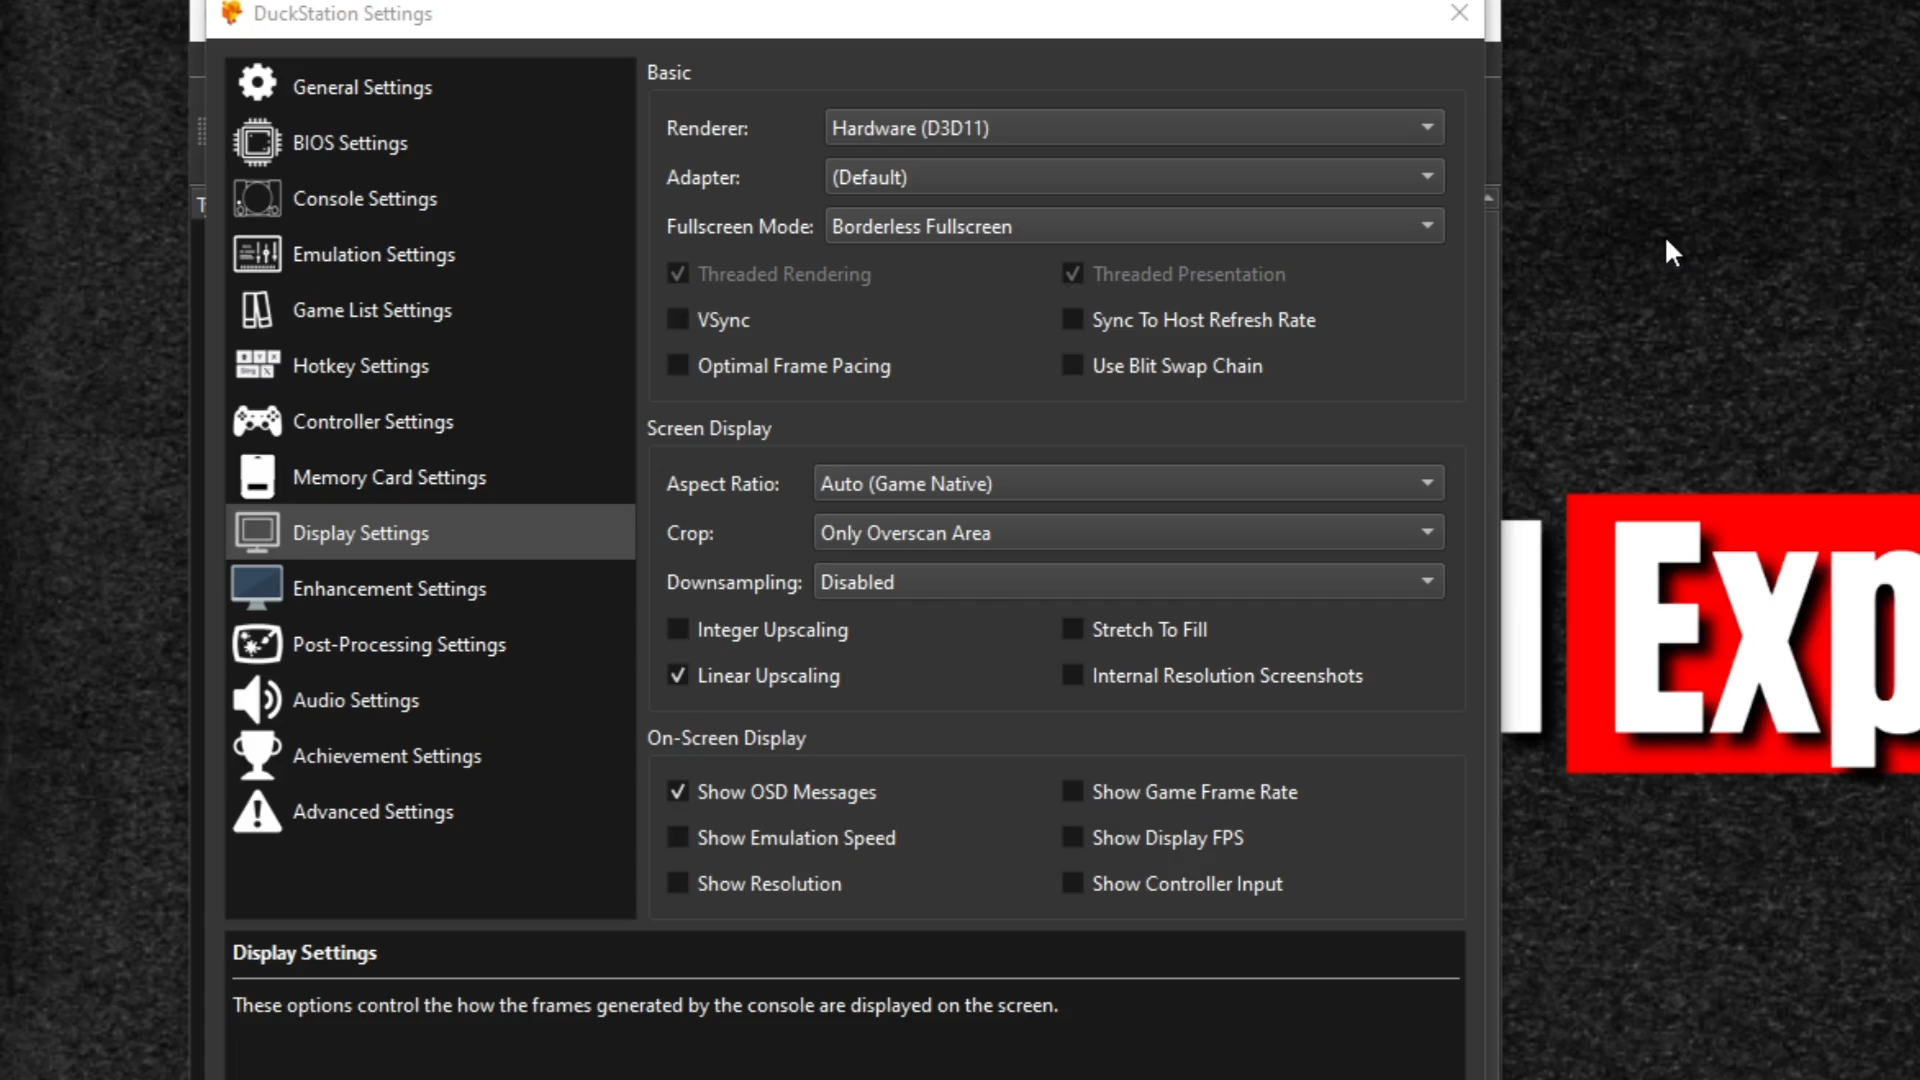 DuckStation Settings
General Settings
BIOS Settings
Console Settings
Emulation Settings
Game List Settings
Hotkey Settings
Controller Settings
Memory Card Settings
Display Settings
Enhancement Settings
Post-Processing Settings
Audio Settings
Achievement Settings
Advanced Settings
Basic
Renderer: Hardware (D3D11)
Adapter: (Default)
Fullscreen Mode: Borderless Fullscreen
Threaded Rendering Threaded Presentation
VSync Sync To Host Refresh Rate
Optimal Frame Pacing Use Blit Swap Chain
Screen Display
Aspect Ratio: Auto (Game Native)
Crop: Only Overscan Area
Downsampling: Disabled
Integer Upscaling Stretch To Fill
Linear Upscaling Internal Resolution Screenshots
On-Screen Display
Show OSD Messages Show Game Frame Rate
Show Emulation Speed Show Display FPS
Show Resolution Show Controller Input
Display Settings
These options control the how the frames generated by the console are displayed on the screen.
Exp